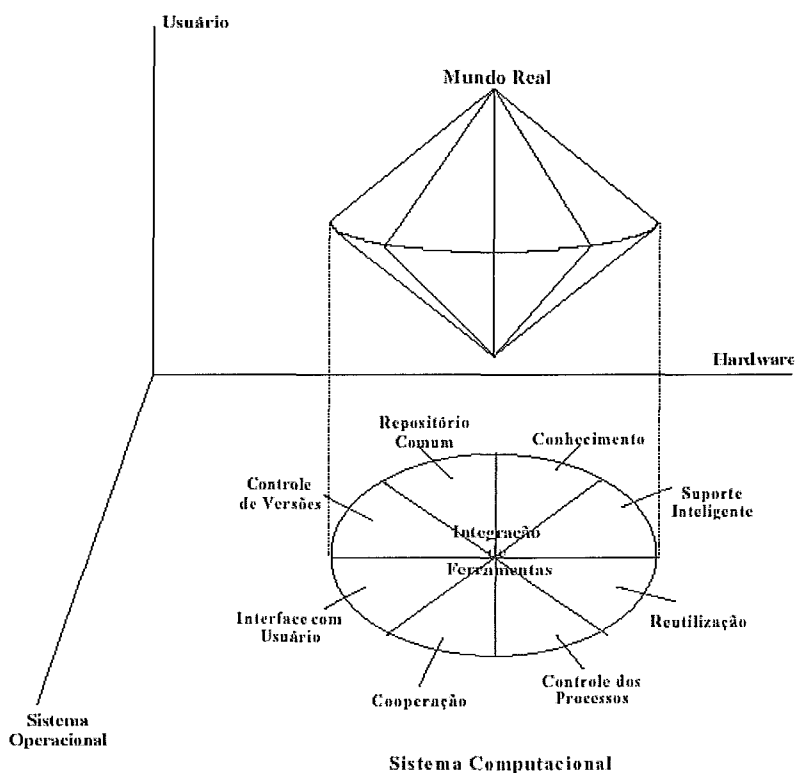 Usuário
Mundo Real
Hardware
Repositório
Comum
Conhecimento
Controle
de Versões
Suporte
Inteligente
Integração
de
Ferramentas
Interface com
Usuário
Reutilização
Cooperação
Controle dos
Processos
Sistema
Operacional
Sistema Computacional